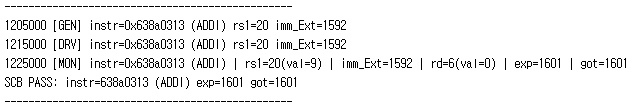 ------------------------------------------------
1205000 [GEN] instr=0x638a0313 (ADDI) rs1=20 imm_Ext=1592
1215000 [DRV] instr=0x638a0313 (ADDI) rs1=20 imm_Ext=1592
1225000 [MON] instr=0x638a0313 (ADDI) | rs1=20(val=9) | imm_Ext=1592 | rd=6(val=0) | exp=1601 | got=1601
SCB PASS: instr=638a0313 (ADDI) exp=1601 got=1601
------------------------------------------------